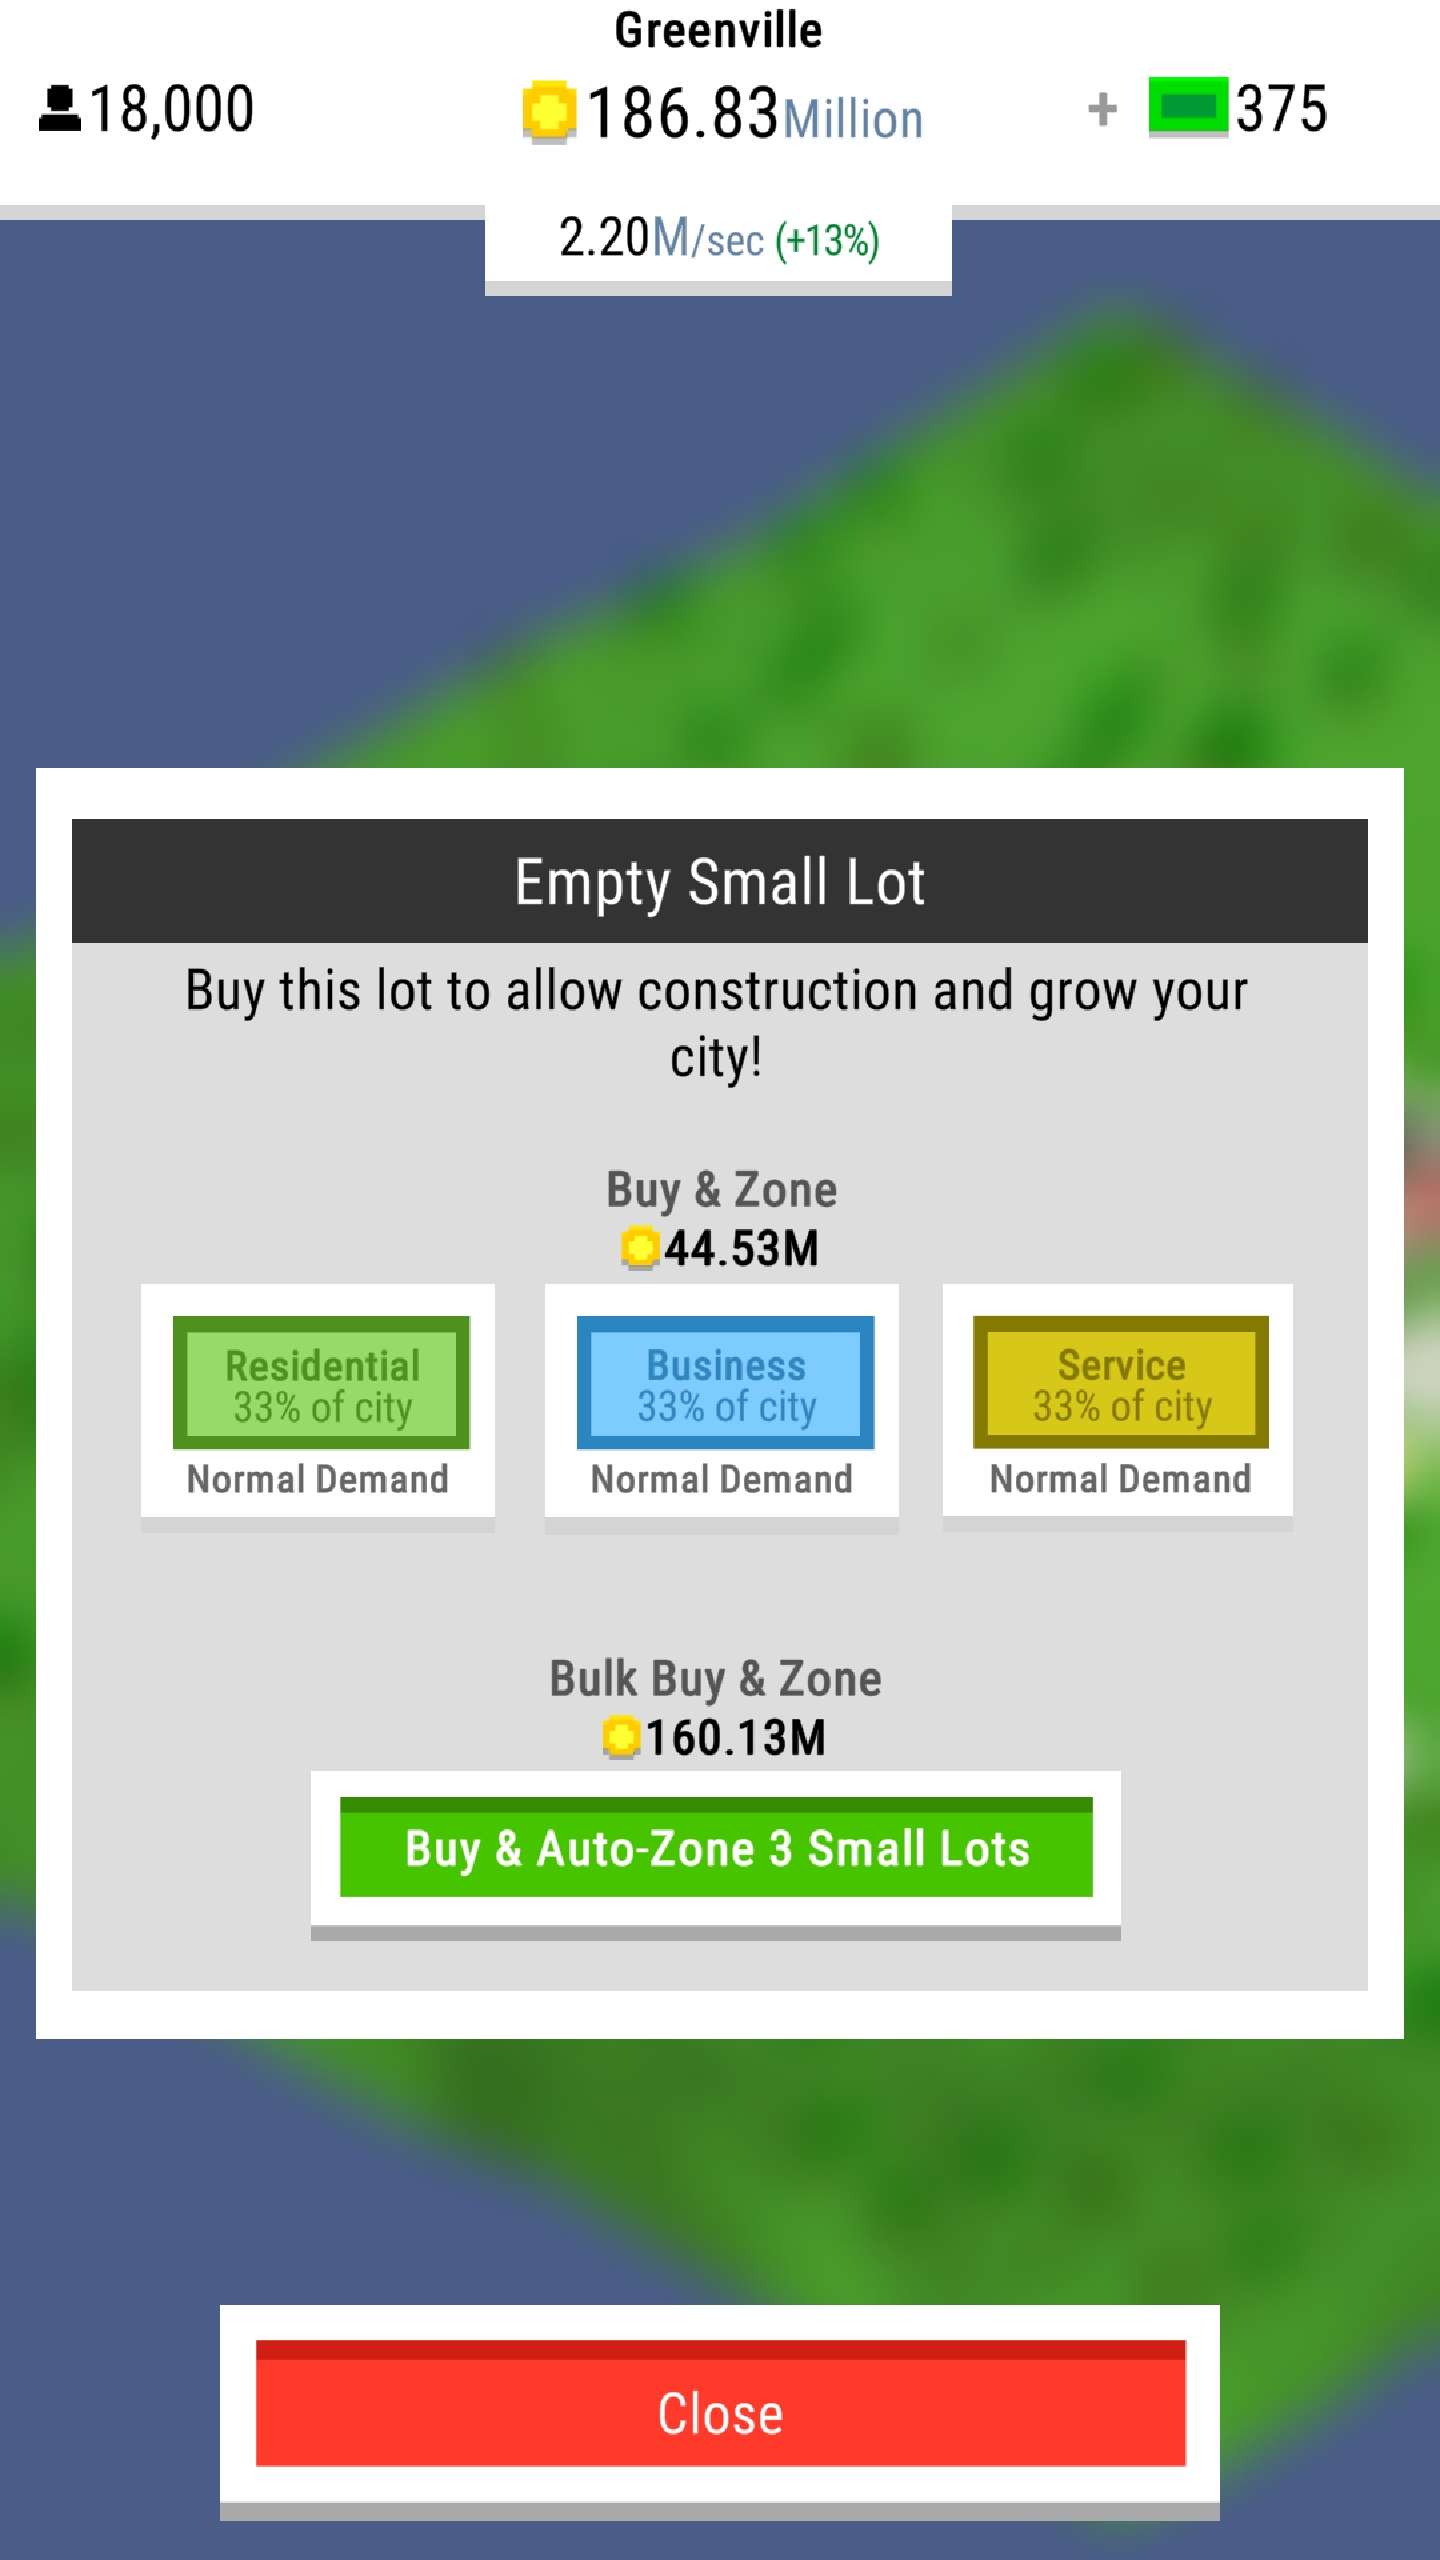 Greenville
18,000
186.83Million
+ 375
2.20M/sec (+13%)
Empty Small Lot
Buy this lot to allow construction and grow your
city!
Buy & Zone
44.53M
Residential
33% of city
Normal Demand
Business
33% of city
Normal Demand
Service
33% of city
Normal Demand
Bulk Buy & Zone
160.13M
Buy & Auto-Zone 3 Small Lots
Close